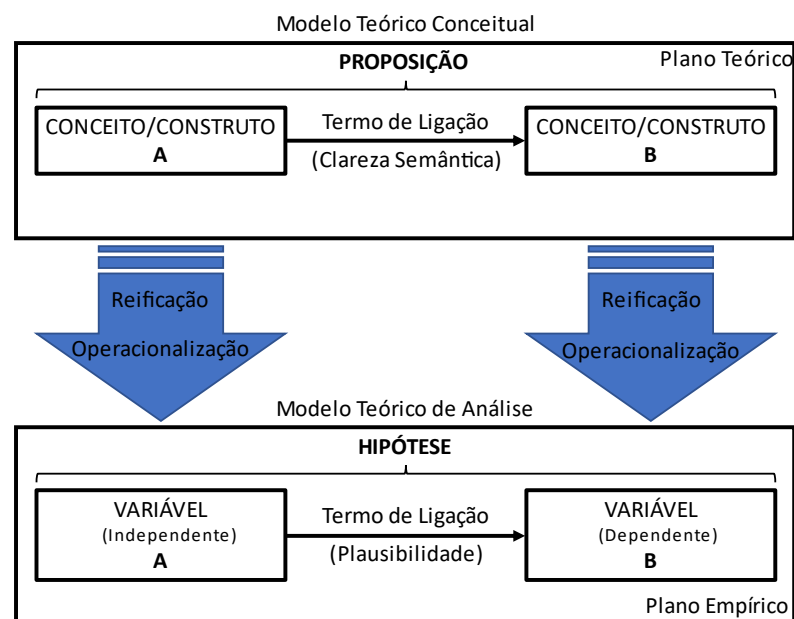 Modelo Teórico Conceitual
Plano Teórico
PROPOSIÇÃO
CONCEITO/CONSTRUTO
A
Termo de Ligação
(Clareza Semântica)
CONCEITO/CONSTRUTO
B
Reificação
Operacionalização
Reificação
Operacionalização
Modelo Teórico de Análise
HIPÓTESE
VARIÁVEL
(Independente)
A
Termo de Ligação
(Plausibilidade)
VARIÁVEL
(Dependente)
B
Plano Empírico